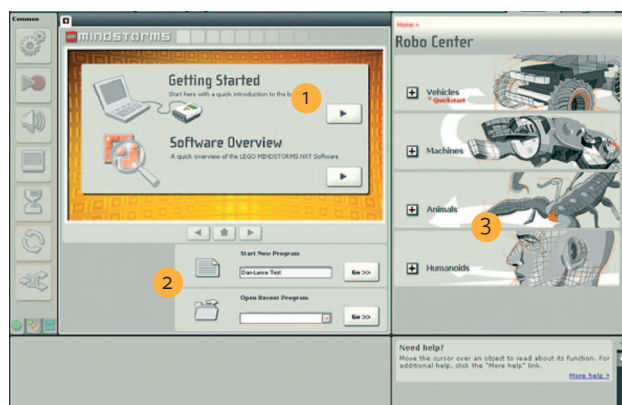 Common
mindstorms
Getting Started
Start here with a quick introduction to the
1
Software Overview
A quick overview of the LEGO MINDSTORMS NXT Software
2
Start New Program
Dan-Lance Test
Go >>
Open Recent Program
Go >>
Home »
Robo Center
Vehicles
* Quickstart
Machines
Animals
3
Humanoids
Need help?
Move the cursor over an object to read about its function. For
additional help, click the "More help" link.
More help »